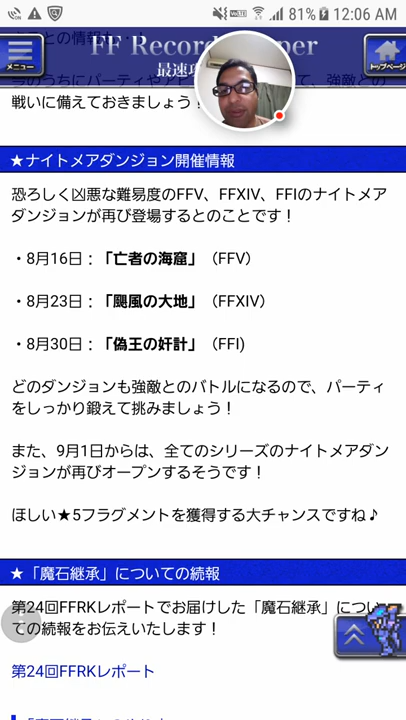 81% 12:06 AM
FF Record
メニュー
トップページ
最速
戦いに備えておきましょう！
★ナイトメアダンジョン開催情報
恐ろしく凶悪な難易度のFFV、FFXIV、FFIのナイトメア
ダンジョンが再び登場するとのことです！
・8月16日：「亡者の海窟」（FFV）
・8月23日：「颶風の大地」（FFXIV）
・8月30日：「偽王の奸計」（FFI)
どのダンジョンも強敵とのバトルになるので、パーティ
をしっかり鍛えて挑みましょう！
また、9月1日からは、全てのシリーズのナイトメアダン
ジョンが再びオープンするそうです！
ほしい★5フラグメントを獲得する大チャンスですね♪
★「魔石継承」についての続報
第24回FFRKレポートでお届けした「魔石継承」につい
ての続報をお伝えいたします！
第24回FFRKレポート